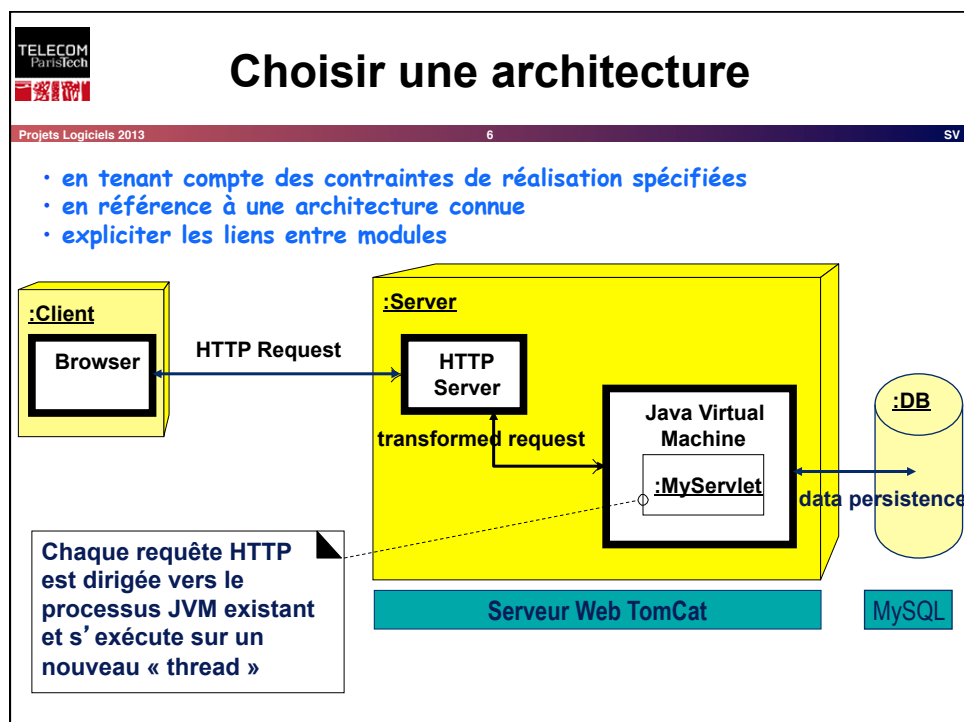 TELECOM
ParisTech
Choisir une architecture
Projets Logiciels 2013 6 SV
• en tenant compte des contraintes de réalisation spécifiées
• en référence à une architecture connue
• expliciter les liens entre modules
:Client
Browser
HTTP Request
:Server
HTTP
Server
transformed request
Java Virtual
Machine
:MyServlet
:DB
data persistence
Chaque requête HTTP
est dirigée vers le
processus JVM existant
et s’exécute sur un
nouveau « thread »
Serveur Web TomCat
MySQL